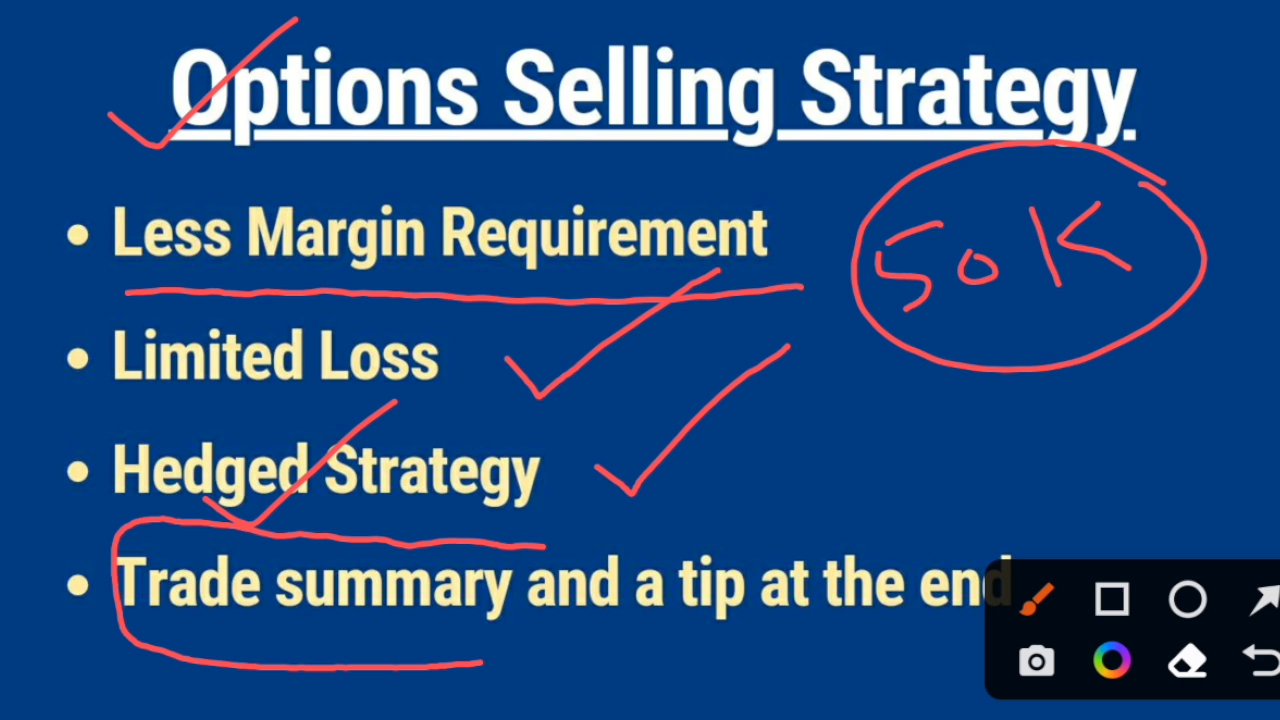 Options Selling Strategy
• Less Margin Requirement
50K
• Limited Loss
• Hedged Strategy
• Trade summary and a tip at the end